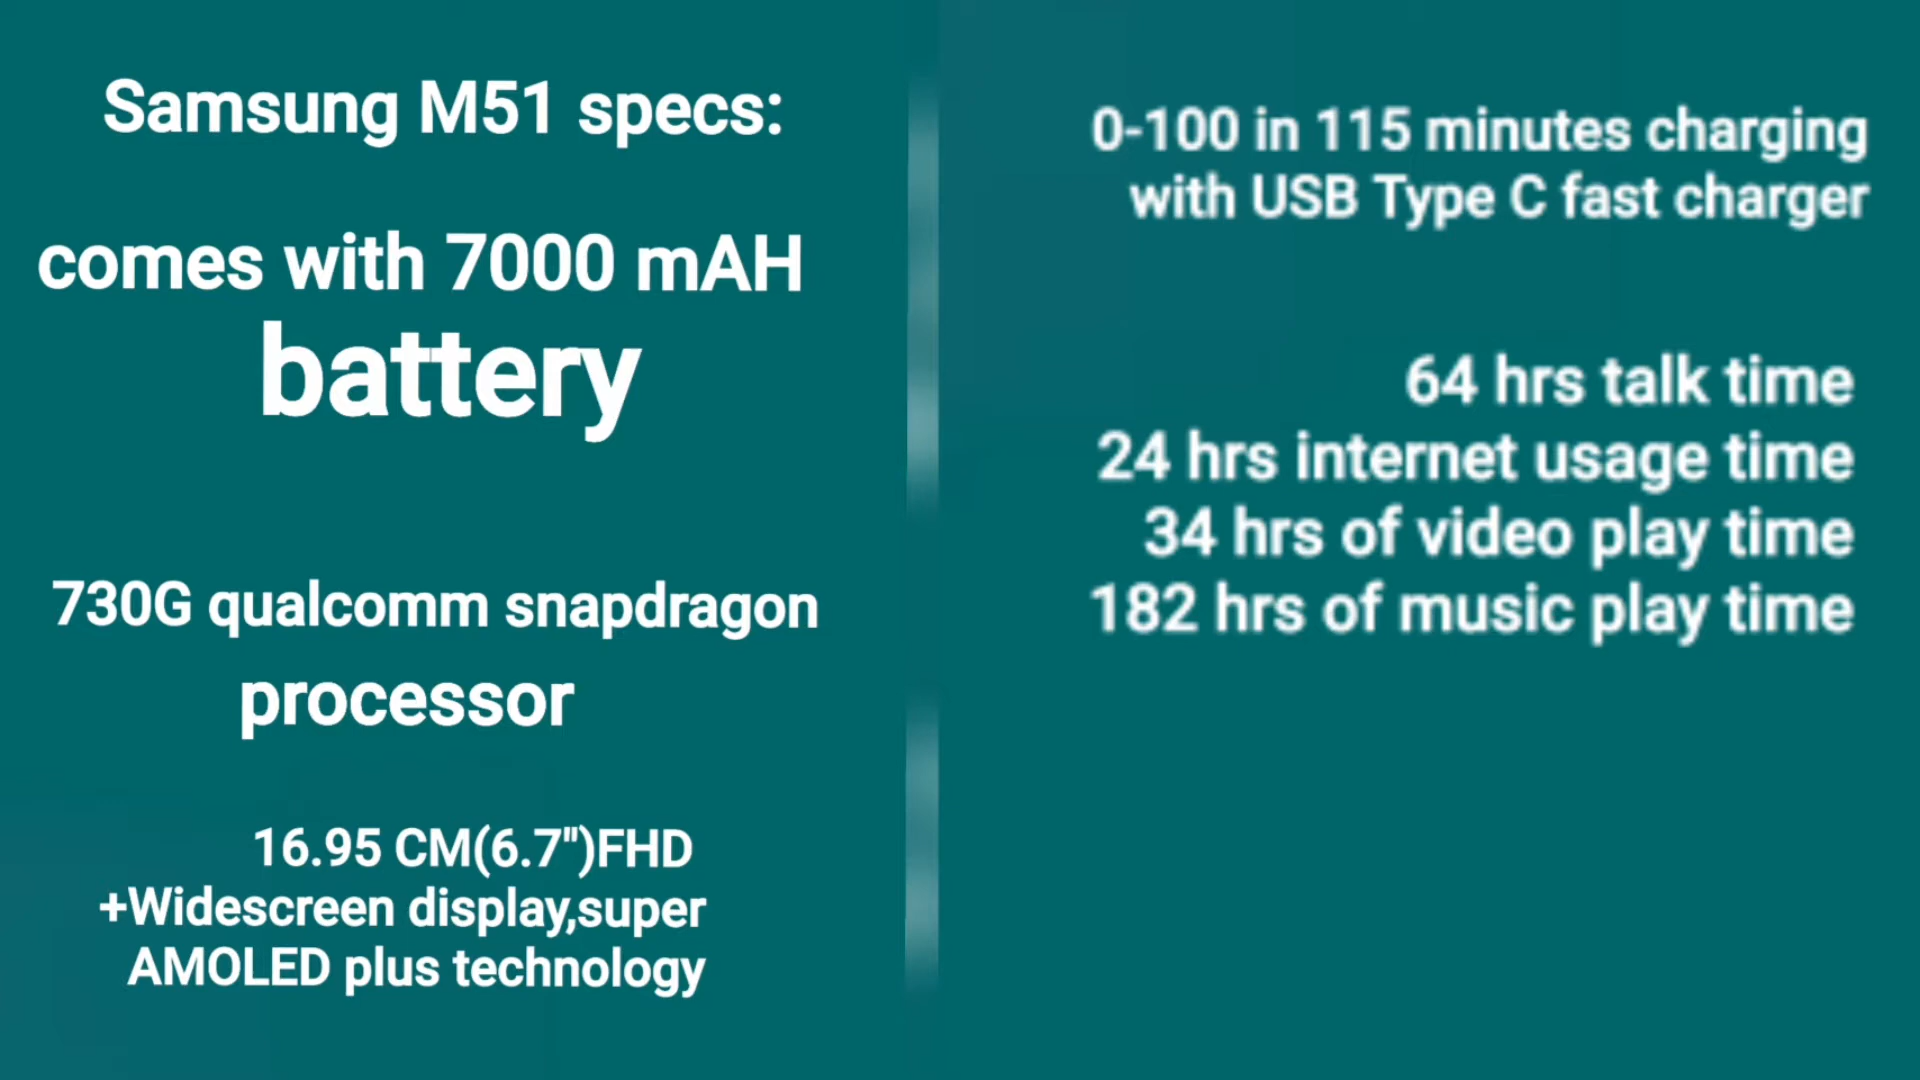 Samsung M51 specs:
comes with 7000 mAH
battery
730G qualcomm snapdragon
processor
16.95 CM(6.7")FHD
+Widescreen display,super
AMOLED plus technology
0-100 in 115 minutes charging
with USB Type C fast charger
64 hrs talk time
24 hrs internet usage time
34 hrs of video play time
182 hrs of music play time